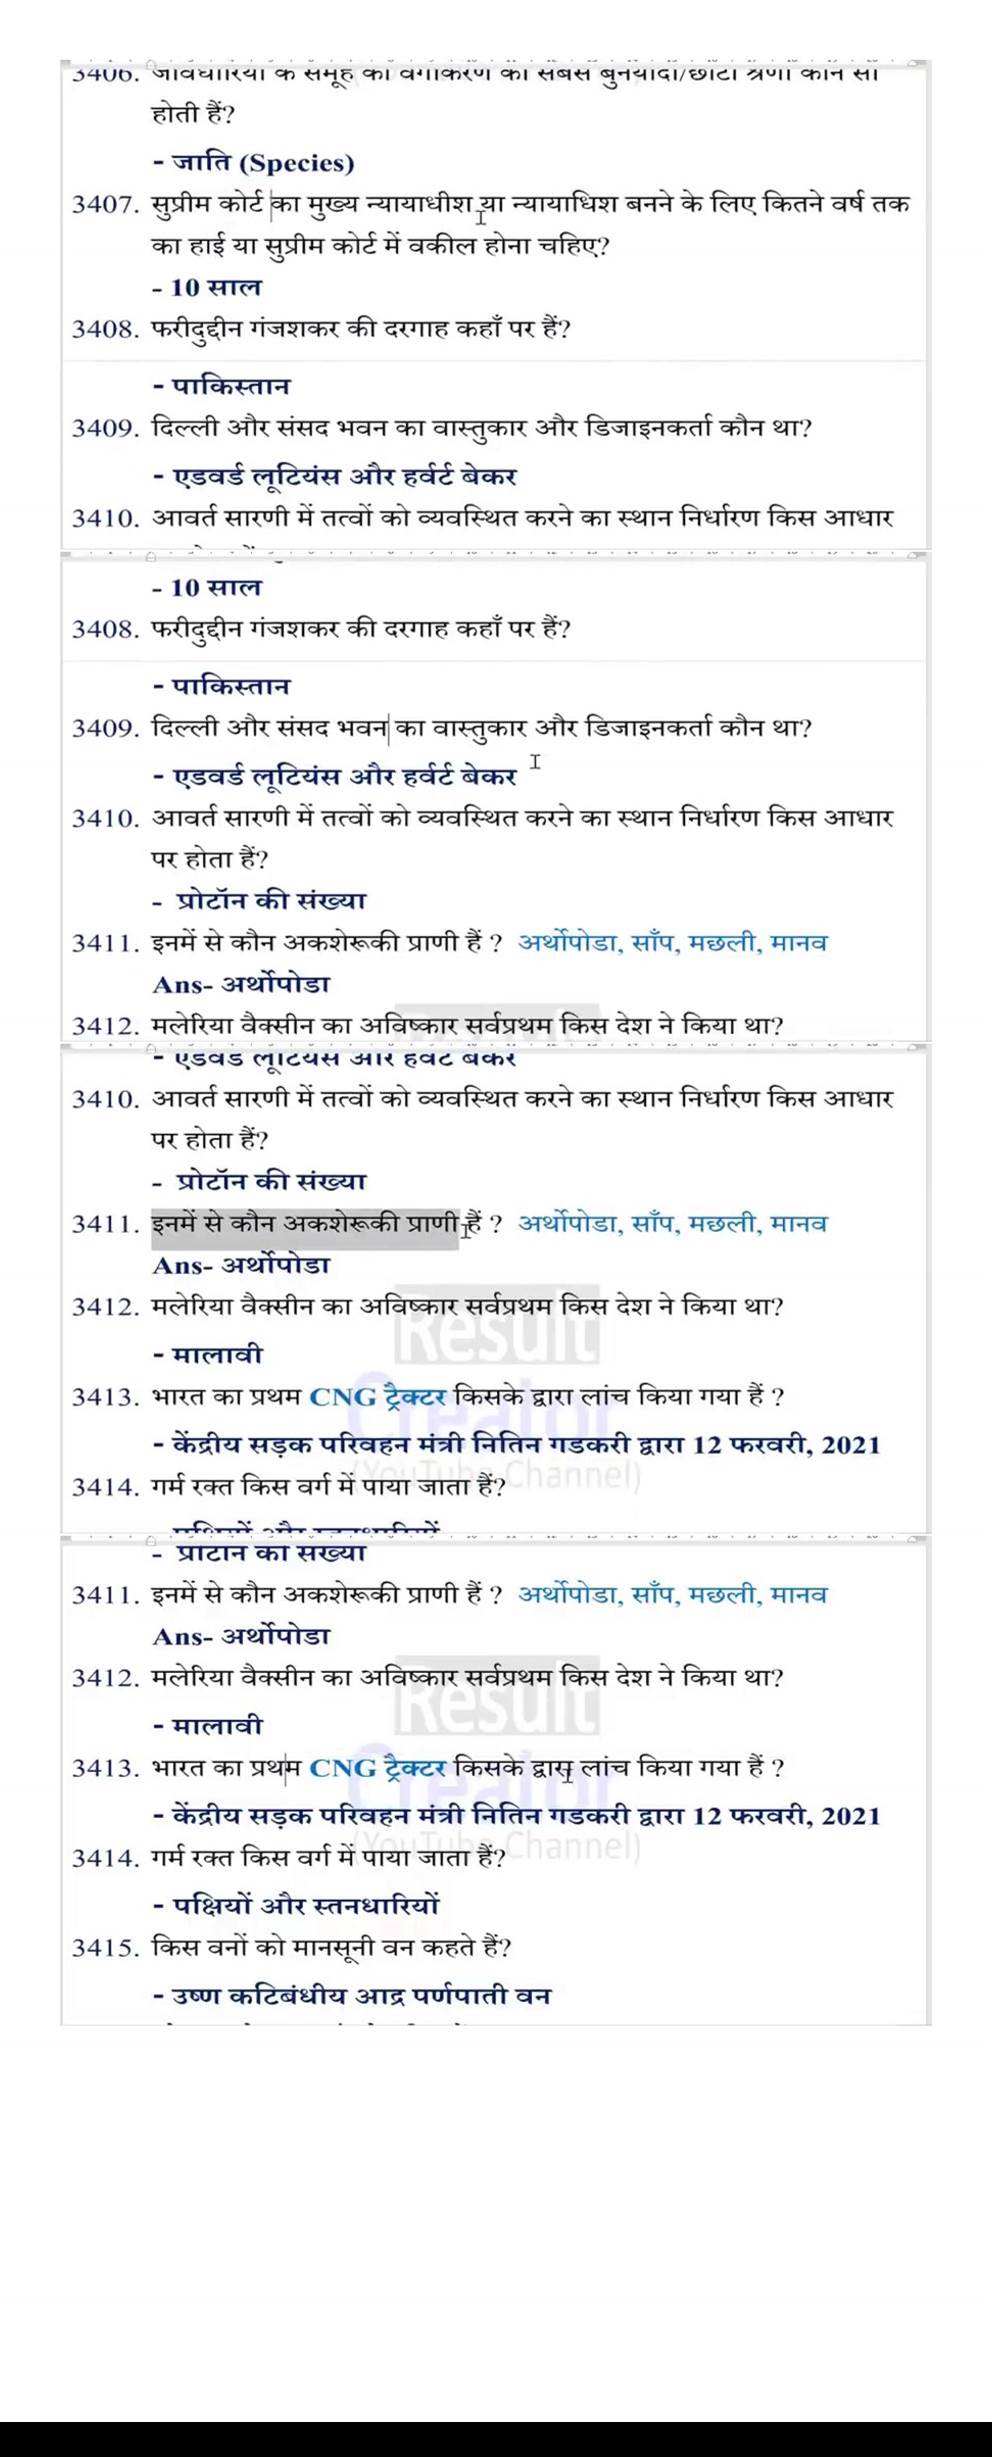 3406. जीवधारियों के समूह का वर्गीकरण की सबसे बुनयादी/छोटी श्रेणी कौन सी
होती हैं?
- जाति (Species)
3407. सुप्रीम कोर्ट का मुख्य न्यायाधीश या न्यायाधिश बनने के लिए कितने वर्ष तक
का हाई या सुप्रीम कोर्ट में वकील होना चहिए?
- 10 साल
3408. फरीदुद्दीन गंजशकर की दरगाह कहाँ पर हैं?
- पाकिस्तान
3409. दिल्ली और संसद भवन का वास्तुकार और डिजाइनकर्ता कौन था?
- एडवर्ड लूटियंस और हर्वर्ट बेकर
3410. आवर्त सारणी में तत्वों को व्यवस्थित करने का स्थान निर्धारण किस आधार
- 10 साल
3408. फरीदुद्दीन गंजशकर की दरगाह कहाँ पर हैं?
- पाकिस्तान
3409. दिल्ली और संसद भवन का वास्तुकार और डिजाइनकर्ता कौन था?
- एडवर्ड लूटियंस और हर्वर्ट बेकर
3410. आवर्त सारणी में तत्वों को व्यवस्थित करने का स्थान निर्धारण किस आधार
पर होता हैं?
- प्रोटॉन की संख्या
3411. इनमें से कौन अकशेरूकी प्राणी हैं ? अर्थोपोडा, साँप, मछली, मानव
Ans- अर्थोपोडा
3412. मलेरिया वैक्सीन का अविष्कार सर्वप्रथम किस देश ने किया था?
- एडवर्ड लूटियंस और हर्वर्ट बेकर
3410. आवर्त सारणी में तत्वों को व्यवस्थित करने का स्थान निर्धारण किस आधार
पर होता हैं?
- प्रोटॉन की संख्या
3411. इनमें से कौन अकशेरूकी प्राणी हैं ? अर्थोपोडा, साँप, मछली, मानव
Ans- अर्थोपोडा
3412. मलेरिया वैक्सीन का अविष्कार सर्वप्रथम किस देश ने किया था?
Result
- मालावी
3413. भारत का प्रथम CNG ट्रैक्टर किसके द्वारा लांच किया गया हैं ?
Creator
- केंद्रीय सड़क परिवहन मंत्री नितिन गडकरी द्वारा 12 फरवरी, 2021
(YouTube Channel)
3414. गर्म रक्त किस वर्ग में पाया जाता हैं?
- पक्षियों और स्तनधारियों
- प्रोटॉन की संख्या
3411. इनमें से कौन अकशेरूकी प्राणी हैं ? अर्थोपोडा, साँप, मछली, मानव
Ans- अर्थोपोडा
3412. मलेरिया वैक्सीन का अविष्कार सर्वप्रथम किस देश ने किया था?
Result
- मालावी
3413. भारत का प्रथम CNG ट्रैक्टर किसके द्वारा लांच किया गया हैं ?
Creator
- केंद्रीय सड़क परिवहन मंत्री नितिन गडकरी द्वारा 12 फरवरी, 2021
(YouTube Channel)
3414. गर्म रक्त किस वर्ग में पाया जाता हैं?
- पक्षियों और स्तनधारियों
3415. किस वनों को मानसूनी वन कहते हैं?
- उष्ण कटिबंधीय आद्र पर्णपाती वन